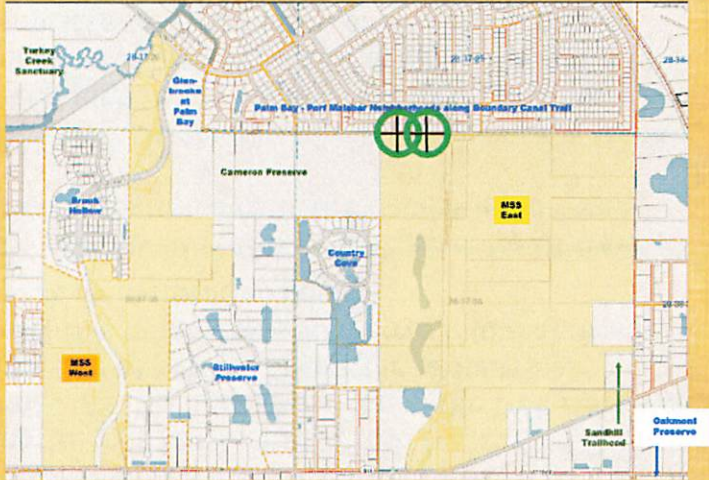 Turkey
Creek
Sanctuary
Glen-
brooke
at
Palm
Bay
Palm Bay - Port Malabar Neighborhoods along Boundary Canal Trail
Cameron Preserve
Brook
Hollow
MSS
East
Country
Cove
MSS
West
Stillwater
Preserve
Sandhill
Trailhead
Oakmont
Preserve